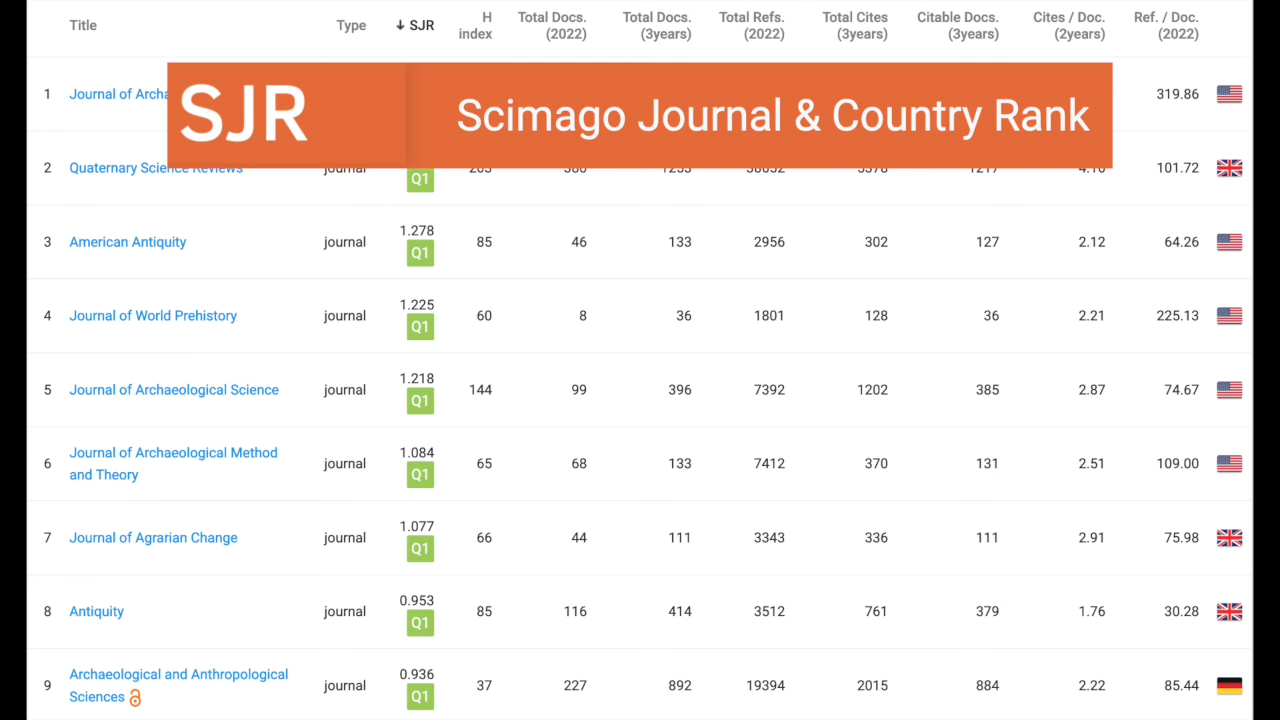 Title Type ↓ SJR H index Total Docs. (2022) Total Docs. (3years) Total Refs. (2022) Total Cites (3years) Citable Docs. (3years) Cites / Doc. (2years) Ref. / Doc. (2022)
1 Journal of 319.86
SJR Scimago Journal & Country Rank
2 Quaternary Science Reviews journal Q1 101.72
3 American Antiquity journal 1.278 Q1 85 46 133 2956 302 127 2.12 64.26
4 Journal of World Prehistory journal 1.225 Q1 60 8 36 1801 128 36 2.21 225.13
5 Journal of Archaeological Science journal 1.218 Q1 144 99 396 7392 1202 385 2.87 74.67
6 Journal of Archaeological Method and Theory journal 1.084 Q1 65 68 133 7412 370 131 2.51 109.00
7 Journal of Agrarian Change journal 1.077 Q1 66 44 111 3343 336 111 2.91 75.98
8 Antiquity journal 0.953 Q1 85 116 414 3512 761 379 1.76 30.28
9 Archaeological and Anthropological Sciences journal 0.936 Q1 37 227 892 19394 2015 884 2.22 85.44